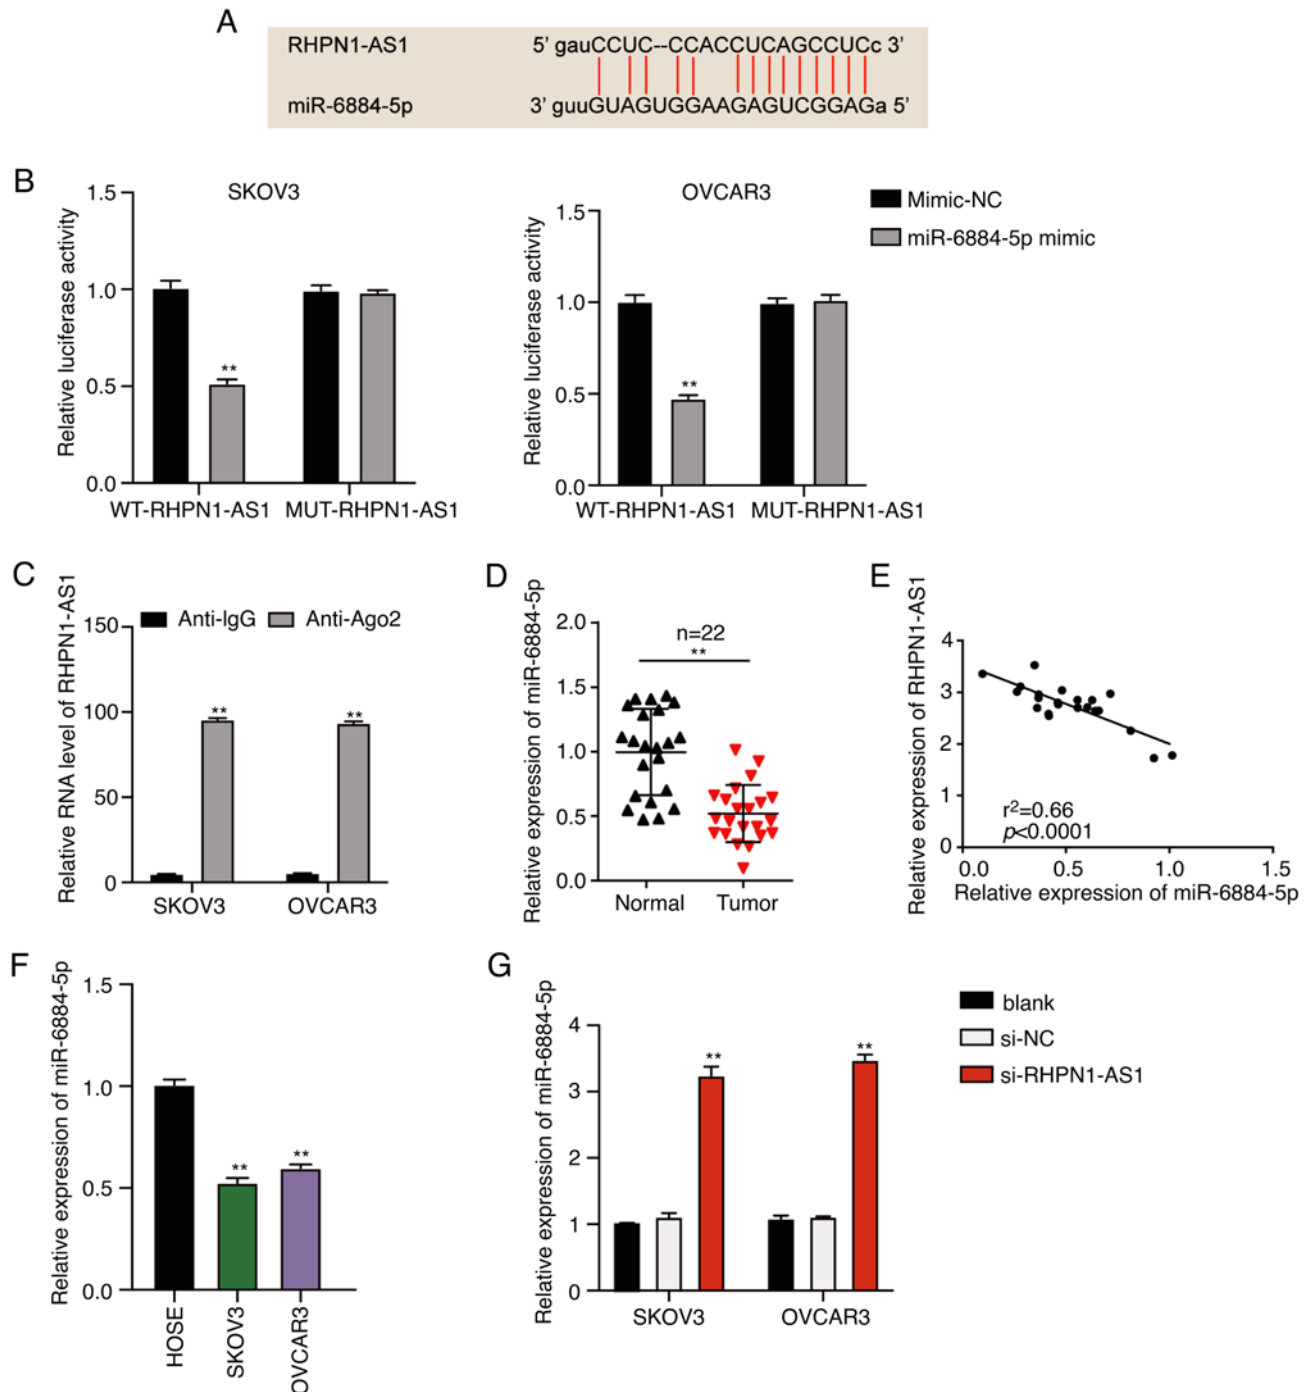 A
RHPN1-AS1 5' gauCCUC--CCACCUCAGCCUCc 3'
miR-6884-5p 3' guuGUAGUGGAAGAGUCGGAGa 5'
B
SKOV3
Relative luciferase activity
1.5
1.0
0.5
0.0
**
WT-RHPN1-AS1 MUT-RHPN1-AS1
OVCAR3
Relative luciferase activity
1.5
1.0
0.5
0.0
**
WT-RHPN1-AS1 MUT-RHPN1-AS1
Mimic-NC
miR-6884-5p mimic
C
Relative RNA level of RHPN1-AS1
Anti-IgG Anti-Ago2
150
100
50
0
** **
SKOV3 OVCAR3
D
Relative expression of miR-6884-5p
2.0
1.5
1.0
0.5
0.0
n=22
**
Normal Tumor
E
Relative expression of RHPN1-AS1
4
3
2
1
0
r²=0.66
p<0.0001
0.0 0.5 1.0 1.5
Relative expression of miR-6884-5p
F
Relative expression of miR-6884-5p
1.5
1.0
0.5
0.0
** **
HOSE
SKOV3
OVCAR3
G
Relative expression of miR-6884-5p
4
3
2
1
0
** **
SKOV3 OVCAR3
blank
si-NC
si-RHPN1-AS1